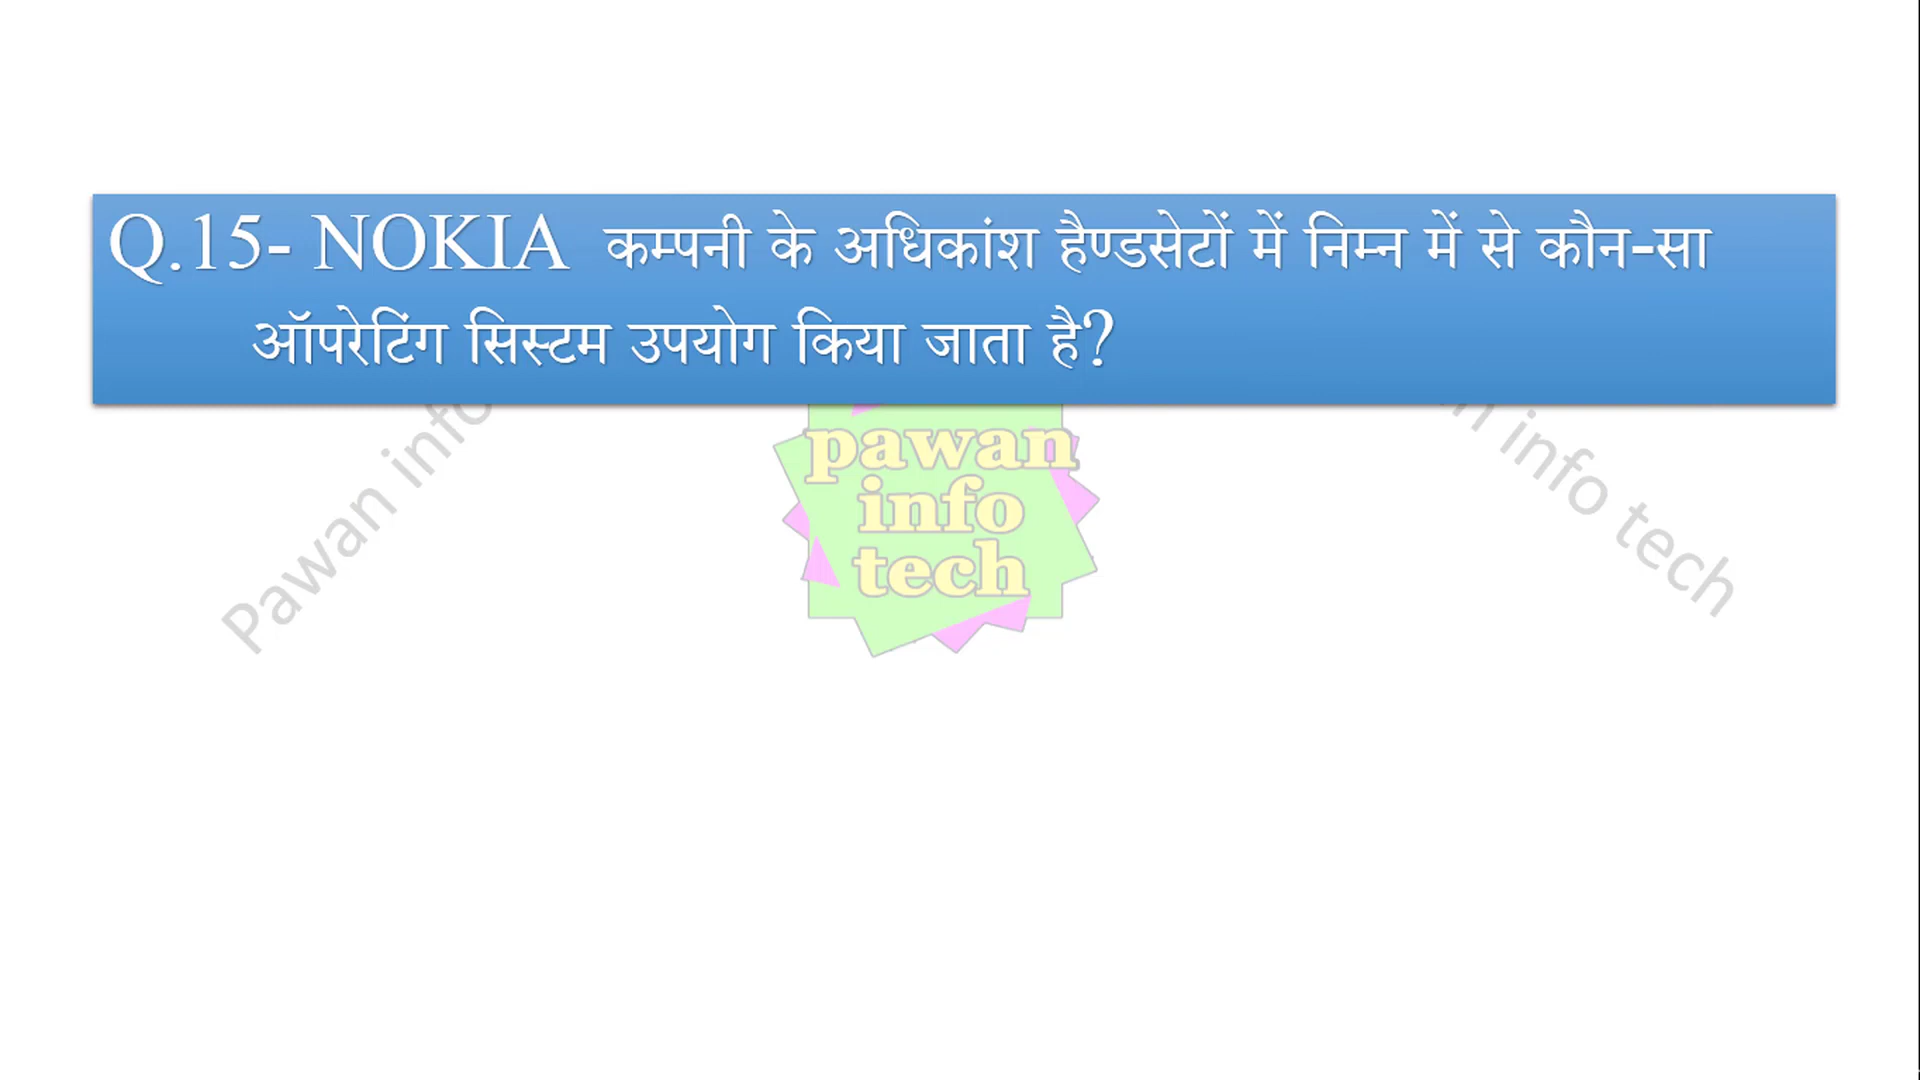 Q.15- NOKIA कम्पनी के अधिकांश हैण्डसेटों में निम्न में से कौन-सा
ऑपरेटिंग सिस्टम उपयोग किया जाता है?
Pawan info
pawan
info
tech
info tech